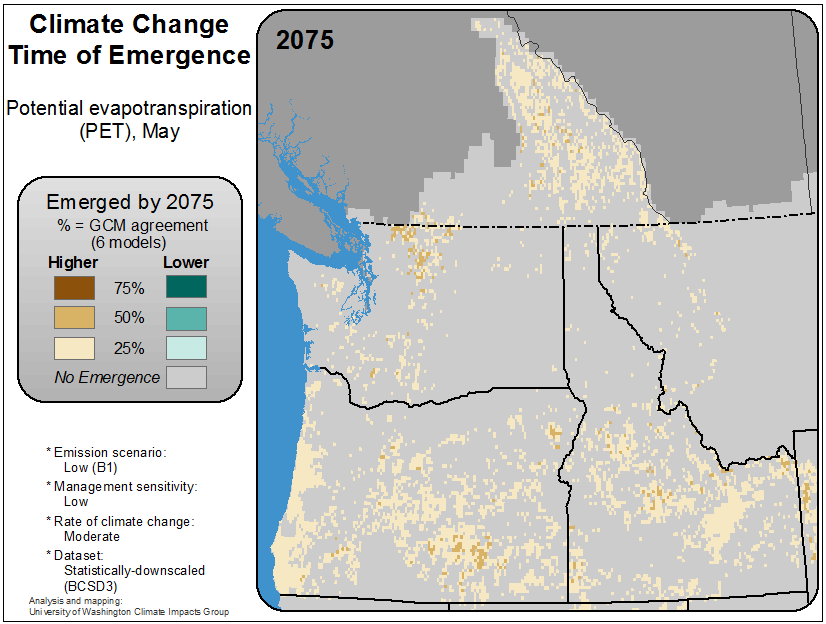 Climate Change
Time of Emergence
2075
Potential evapotranspiration
(PET), May
Emerged by 2075
% = GCM agreement
(6 models)
Higher Lower
75%
50%
25%
No Emergence
* Emission scenario:
Low (B1)
* Management sensitivity:
Low
* Rate of climate change:
Moderate
* Dataset:
Statistically-downscaled
(BCSD3)
Analysis and mapping:
University of Washington Climate Impacts Group